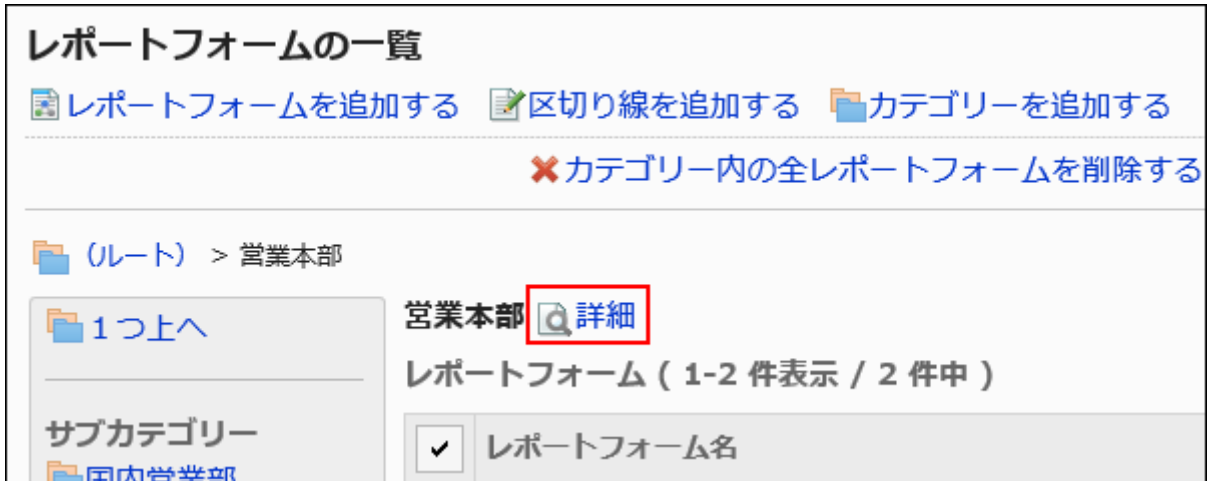 レポートフォームの一覧
レポートフォームを追加する 区切り線を追加する カテゴリーを追加する
カテゴリー内の全レポートフォームを削除する
(ルート) > 営業本部
1つ上へ
サブカテゴリー
国内営業部
営業本部 詳細
レポートフォーム ( 1-2 件表示 / 2 件中 )
レポートフォーム名